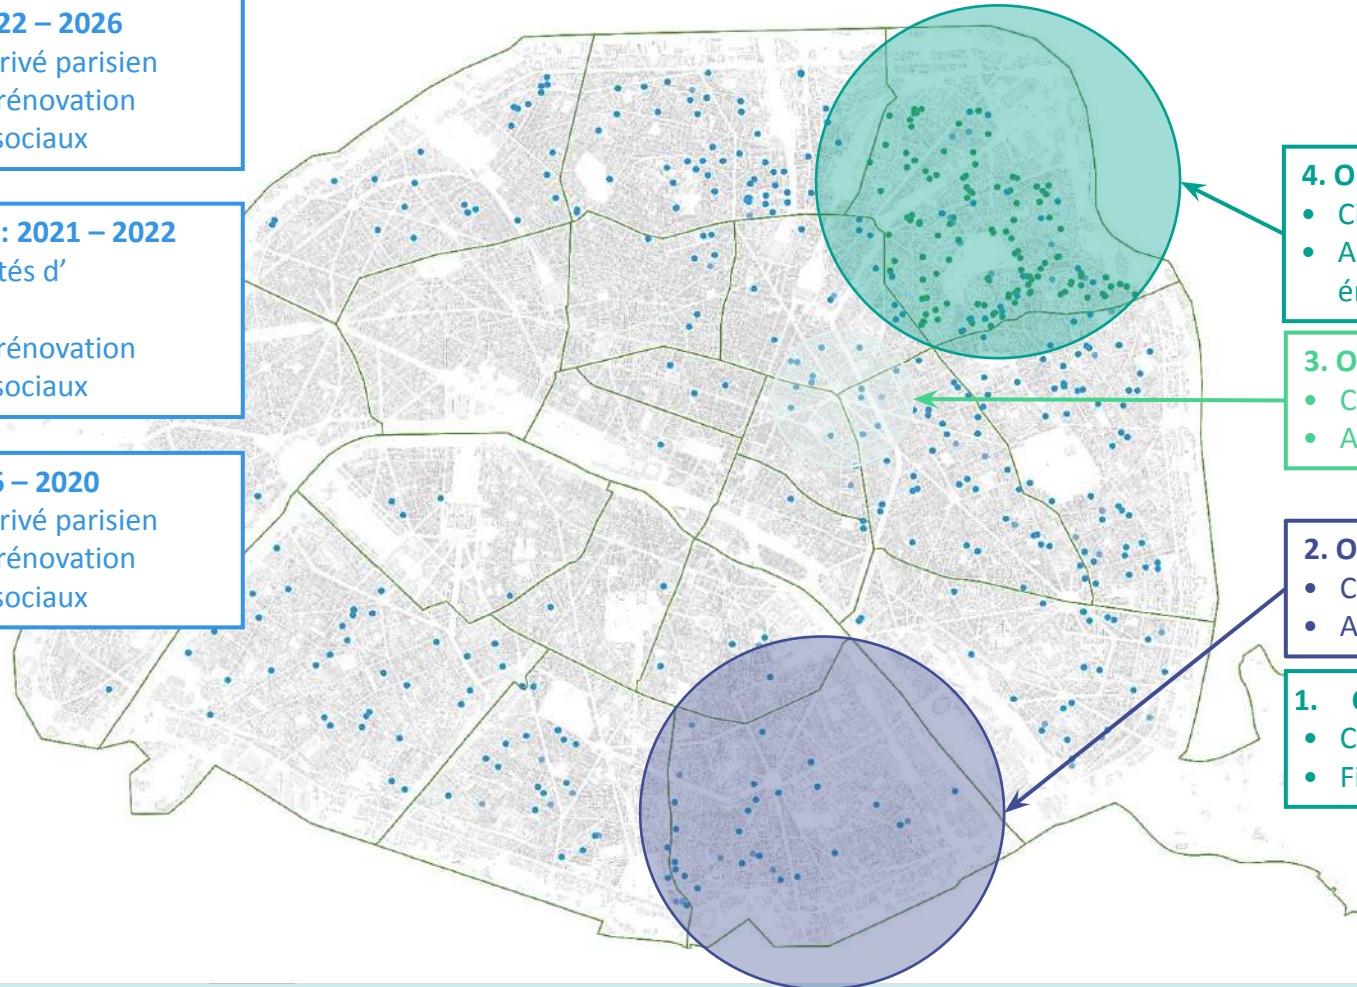 22 – 2026
rivé parisien
rénovation
sociaux
: 2021 – 2022
tés d’
rénovation
sociaux
– 2020
rivé parisien
rénovation
sociaux
4. O
• C
• A
é
3. O
• C
• A
2. O
• C
• A
1.
• C
• F